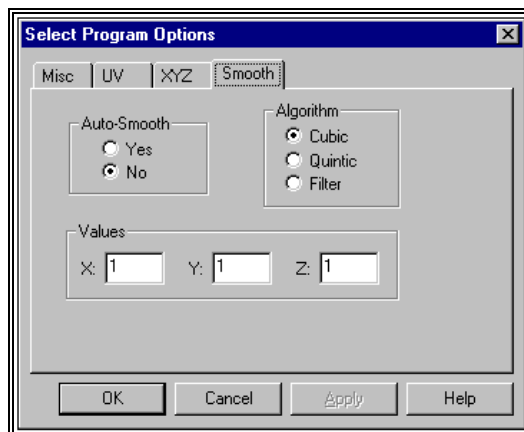 Select Program Options
Misc UV XYZ Smooth
Auto-Smooth
Yes
No
Algorithm
Cubic
Quintic
Filter
Values
X: 1 Y: 1 Z: 1
OK Cancel Apply Help